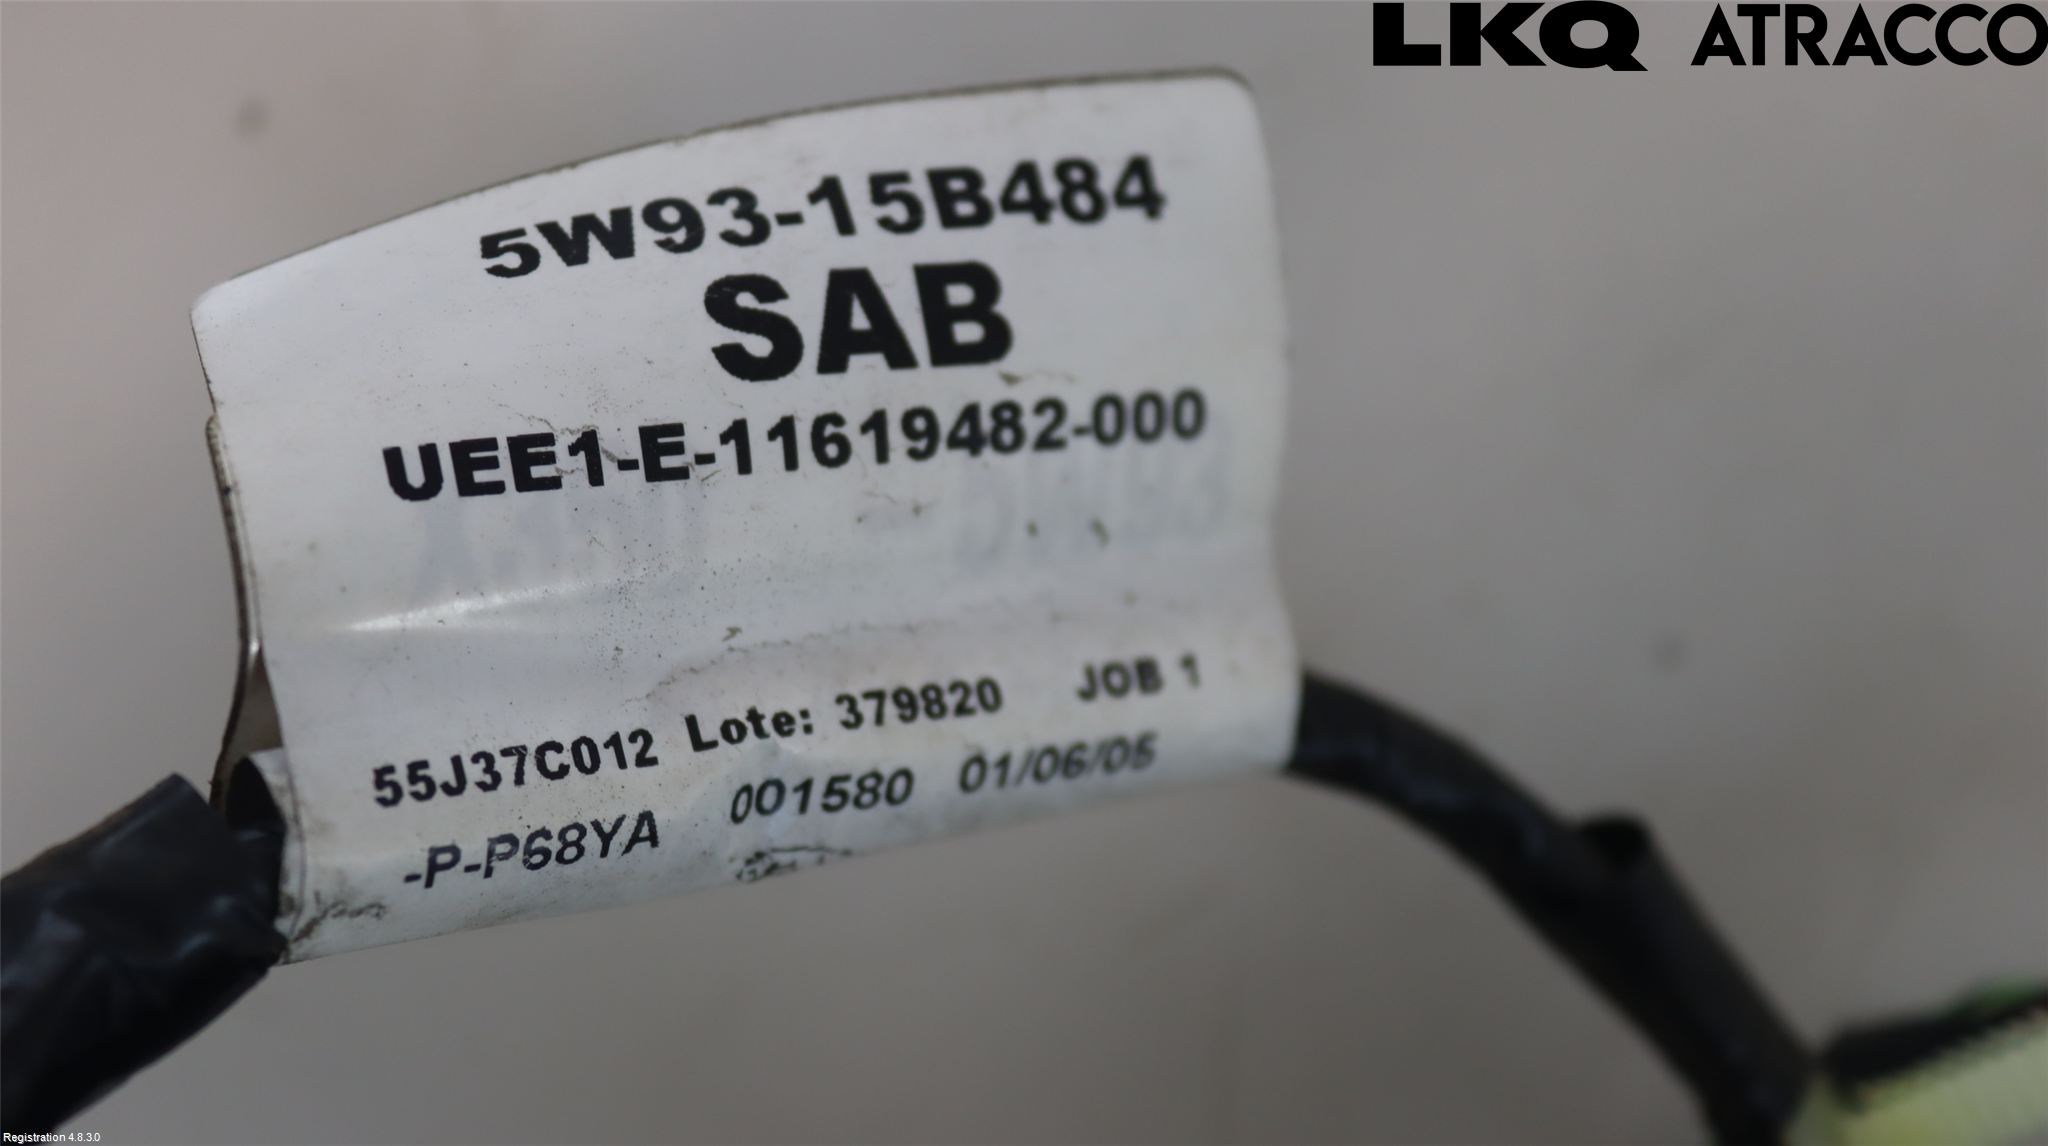 LKQ ATRACCO
5W93-15B484
SAB
UEE1-E-11619482-000
55J37C012 Lote: 379820 JOB 1
-P-P68YA 001580 01/06/05
Registration 4.8.3.0